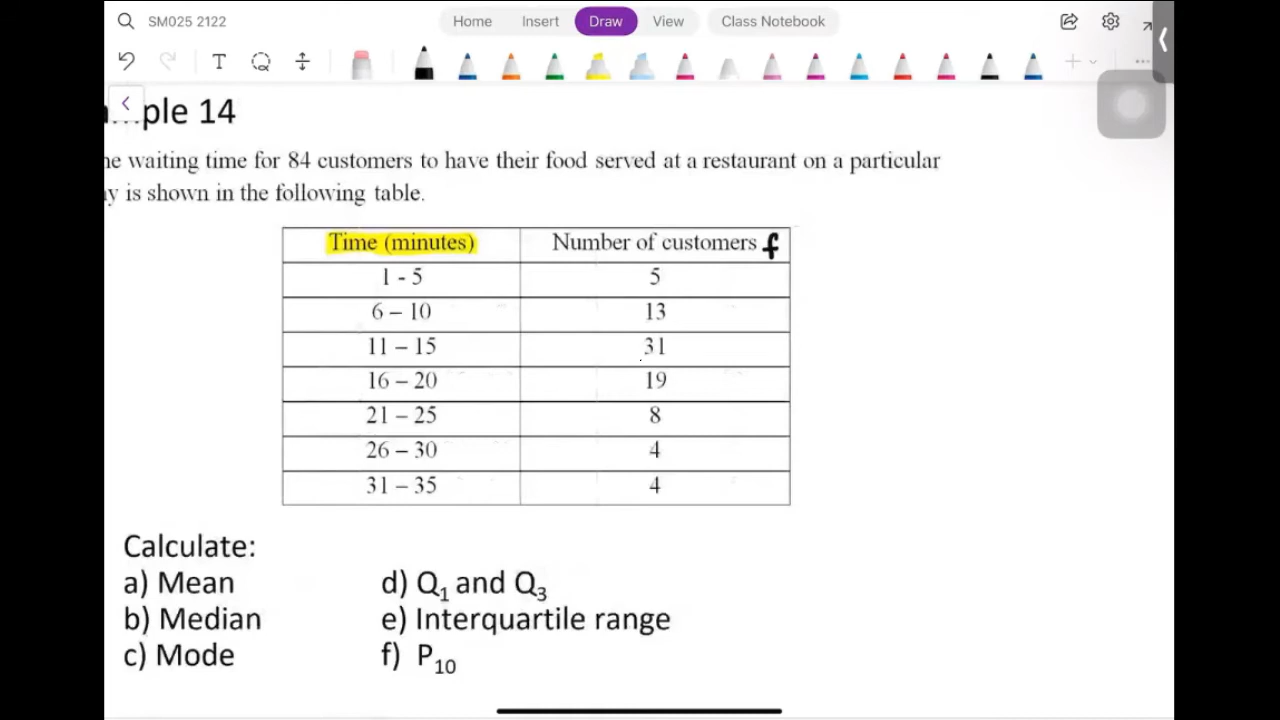 SM025 2122
Home Insert Draw View Class Notebook
T
ple 14
waiting time for 84 customers to have their food served at a restaurant on a particular
is shown in the following table.
Time (minutes) Number of customers f
1 - 5 5
6 – 10 13
11 – 15 31
16 – 20 19
21 – 25 8
26 – 30 4
31 – 35 4
Calculate:
a) Mean d) Q1 and Q3
b) Median e) Interquartile range
c) Mode f) P10